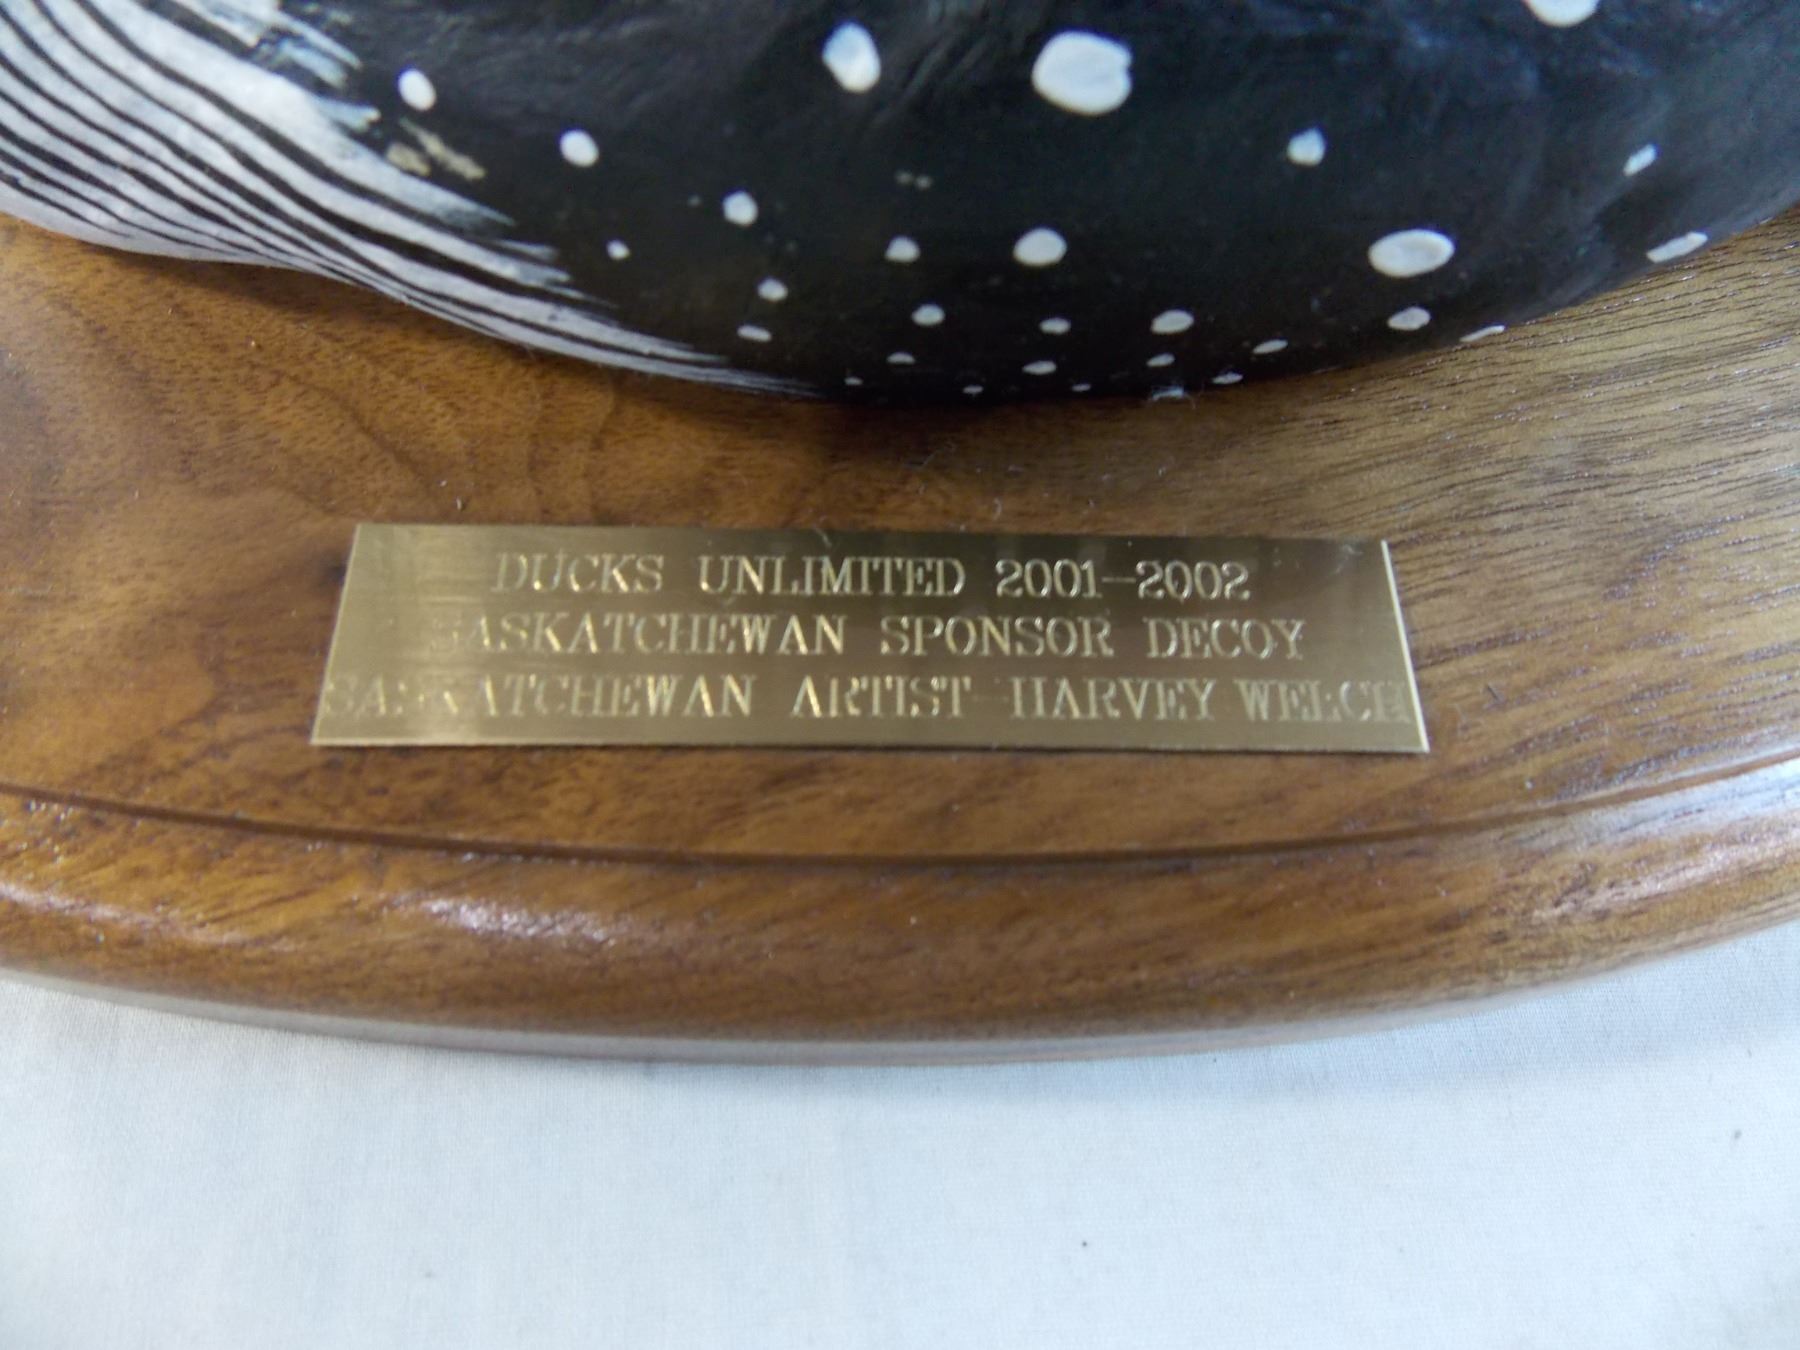 DUCKS UNLIMITED 2001-2002
SASKATCHEWAN SPONSOR DECOY
SASKATCHEWAN ARTIST HARVEY WELCH